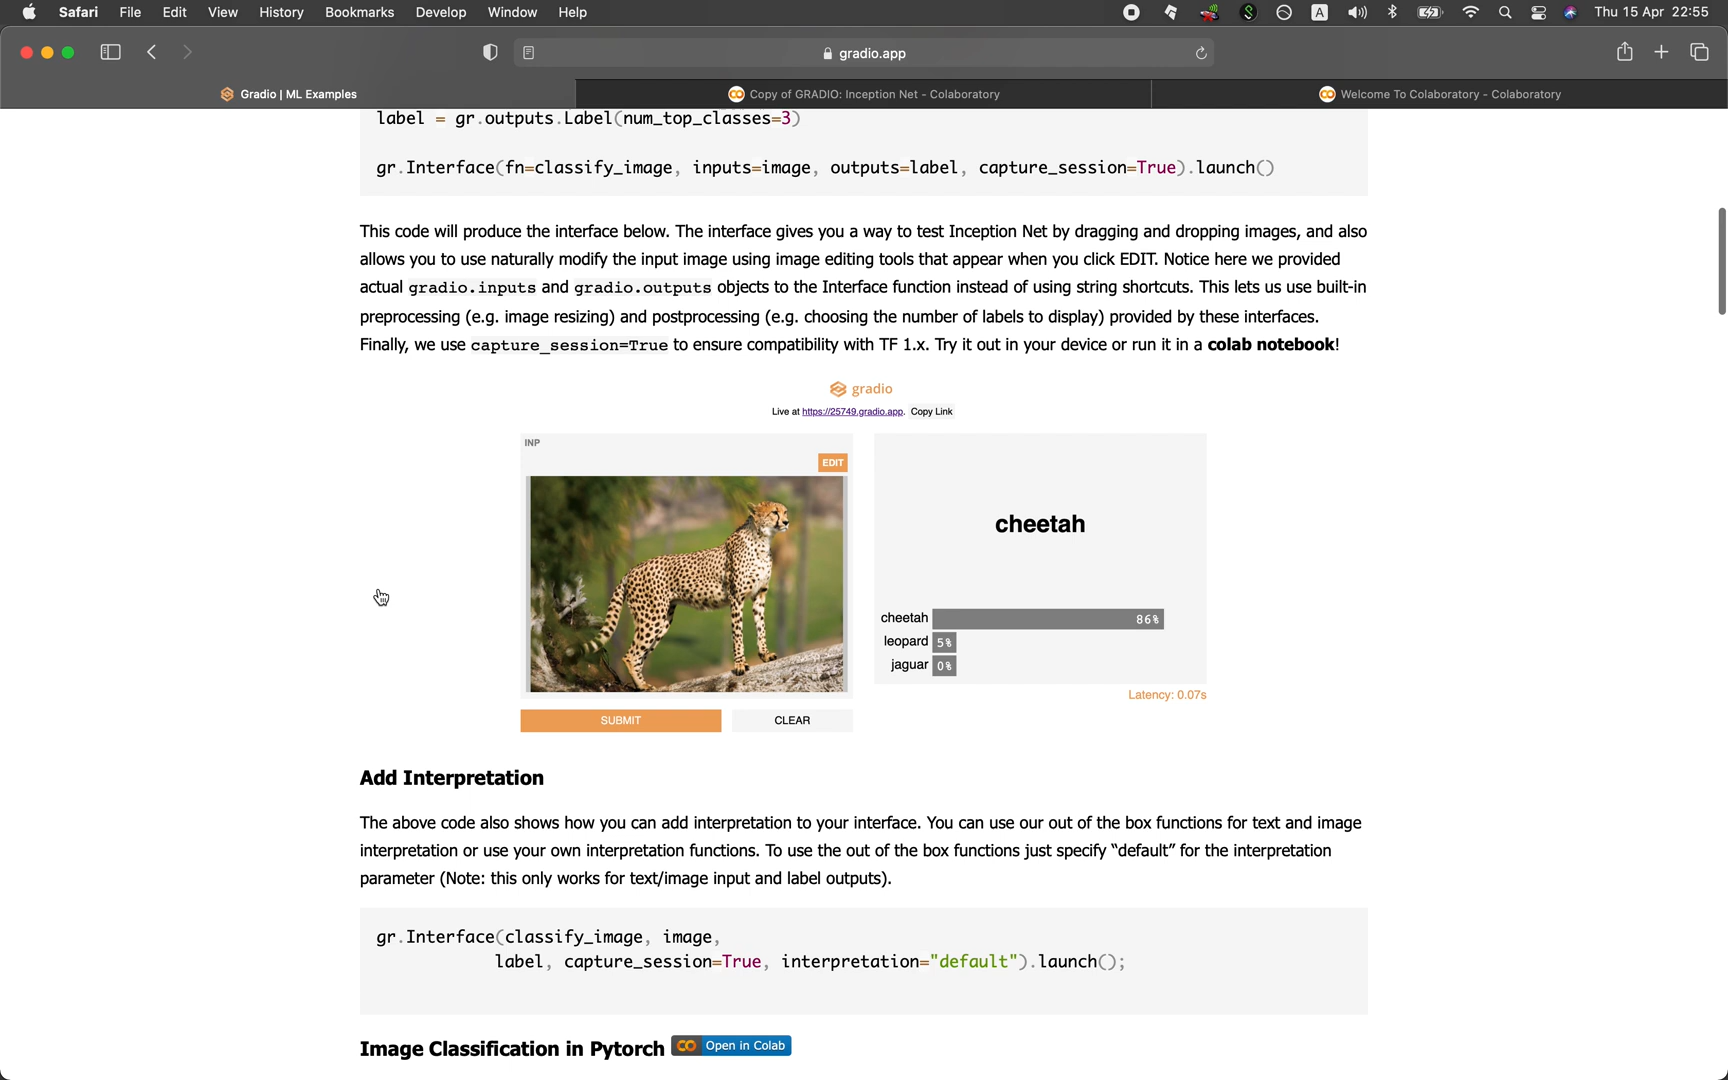 Safari File Edit View History Bookmarks Develop Window Help A Thu 15 Apr 22:55
gradio.app
Gradio | ML Examples Copy of GRADIO: Inception Net - Colaboratory Welcome To Colaboratory - Colaboratory
label = gr.outputs.Label(num_top_classes=3)
gr.Interface(fn=classify_image, inputs=image, outputs=label, capture_session=True).launch()
This code will produce the interface below. The interface gives you a way to test Inception Net by dragging and dropping images, and also
allows you to use naturally modify the input image using image editing tools that appear when you click EDIT. Notice here we provided
actual gradio.inputs and gradio.outputs objects to the Interface function instead of using string shortcuts. This lets us use built-in
preprocessing (e.g. image resizing) and postprocessing (e.g. choosing the number of labels to display) provided by these interfaces.
Finally, we use capture_session=True to ensure compatibility with TF 1.x. Try it out in your device or run it in a colab notebook!
gradio
Live at https://25749.gradio.app. Copy Link
INP
EDIT
cheetah
cheetah 86%
leopard 5%
jaguar 0%
Latency: 0.07s
SUBMIT CLEAR
Add Interpretation
The above code also shows how you can add interpretation to your interface. You can use our out of the box functions for text and image
interpretation or use your own interpretation functions. To use the out of the box functions just specify “default” for the interpretation
parameter (Note: this only works for text/image input and label outputs).
gr.Interface(classify_image, image,
label, capture_session=True, interpretation="default").launch();
Image Classification in Pytorch Open in Colab